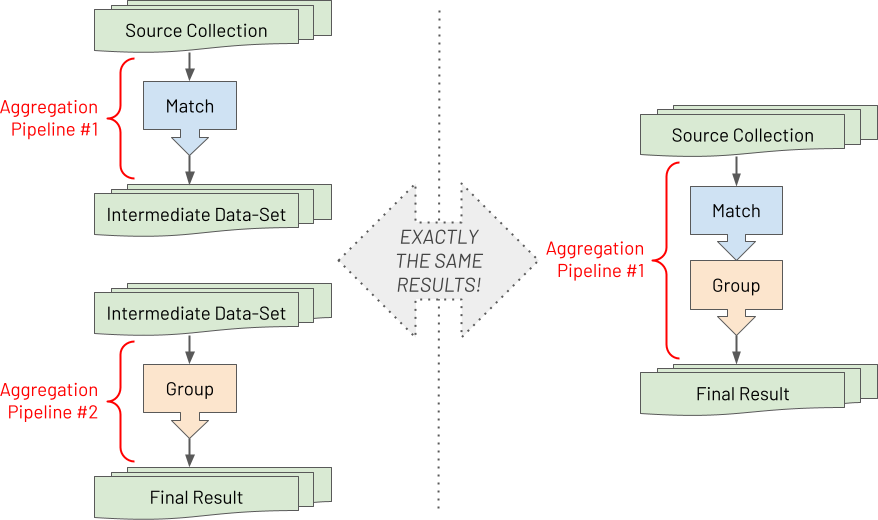 Source Collection
Aggregation
Pipeline #1
Match
Intermediate Data-Set
Intermediate Data-Set
Aggregation
Pipeline #2
Group
Final Result
EXACTLY
THE SAME
RESULTS!
Source Collection
Match
Aggregation
Pipeline #1
Group
Final Result